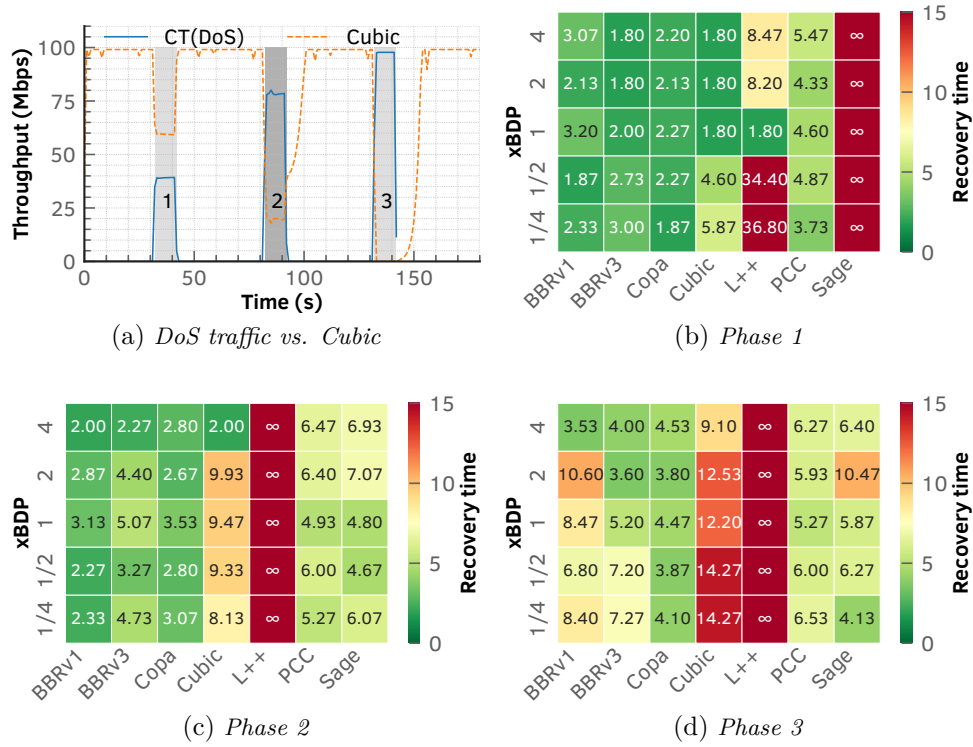 CT(DoS) Cubic
Throughput (Mbps)
100
75
50
25
0
1 2 3
0 50 100 150
Time (s)
(a) DoS traffic vs. Cubic
xBDP
4 3.07 1.80 2.20 1.80 8.47 5.47 ∞
2 2.13 2.13 2.13 1.80 8.20 4.33 ∞
1 3.20 2.00 2.27 1.80 1.80 4.60 ∞
1/2 1.87 2.73 2.27 4.60 34.40 4.87 ∞
1/4 2.33 3.00 1.87 5.87 36.80 3.73 ∞
BBRv1 BBRv3 Copa Cubic L++ PCC Sage
15
10
5
0
Recovery time
(b) Phase 1
xBDP
4 2.00 2.27 2.80 2.00 ∞ 6.47 6.93
2 2.87 4.40 2.67 9.93 ∞ 6.40 7.07
1 3.13 5.07 3.53 9.47 ∞ 4.93 4.80
1/2 2.27 3.27 2.80 9.33 ∞ 6.00 4.67
1/4 2.33 4.73 3.07 8.13 ∞ 5.27 6.07
BBRv1 BBRv3 Copa Cubic L++ PCC Sage
15
10
5
0
Recovery time
(c) Phase 2
xBDP
4 3.53 4.00 4.53 9.10 ∞ 6.27 6.40
2 10.60 3.60 3.80 12.53 ∞ 5.93 10.47
1 8.47 5.20 4.47 12.20 ∞ 5.27 5.87
1/2 6.80 7.20 3.87 14.27 ∞ 6.00 6.27
1/4 8.40 7.27 4.10 14.27 ∞ 6.53 4.13
BBRv1 BBRv3 Copa Cubic L++ PCC Sage
15
10
5
0
Recovery time
(d) Phase 3